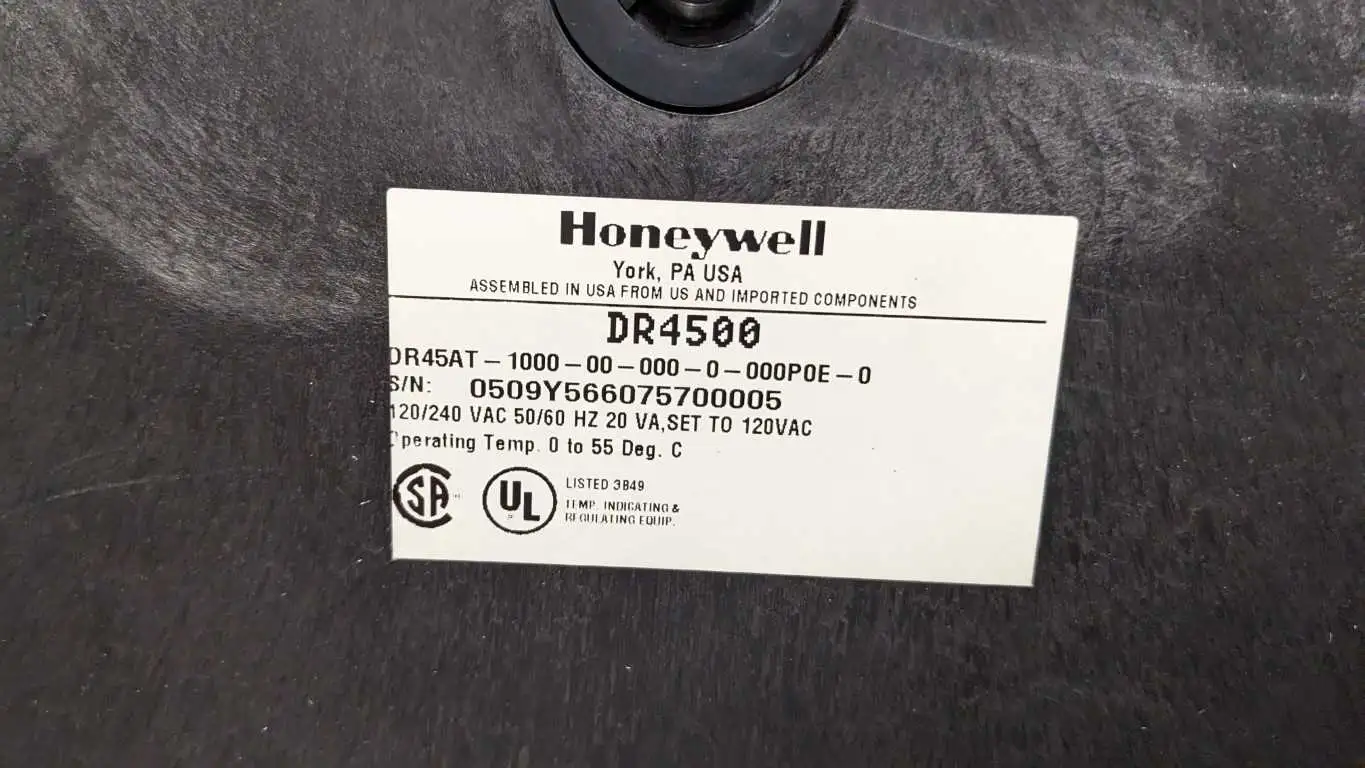 Honeywell
York, PA USA
ASSEMBLED IN USA FROM US AND IMPORTED COMPONENTS
DR4500
DR45AT-1000-00-000-0-000P0E-0
S/N: 0509Y566075700005
120/240 VAC 50/60 HZ 20 VA,SET TO 120VAC
Operating Temp. 0 to 55 Deg. C
SA
UL
LISTED 3B49
TEMP. INDICATING &
REGULATING EQUIP.